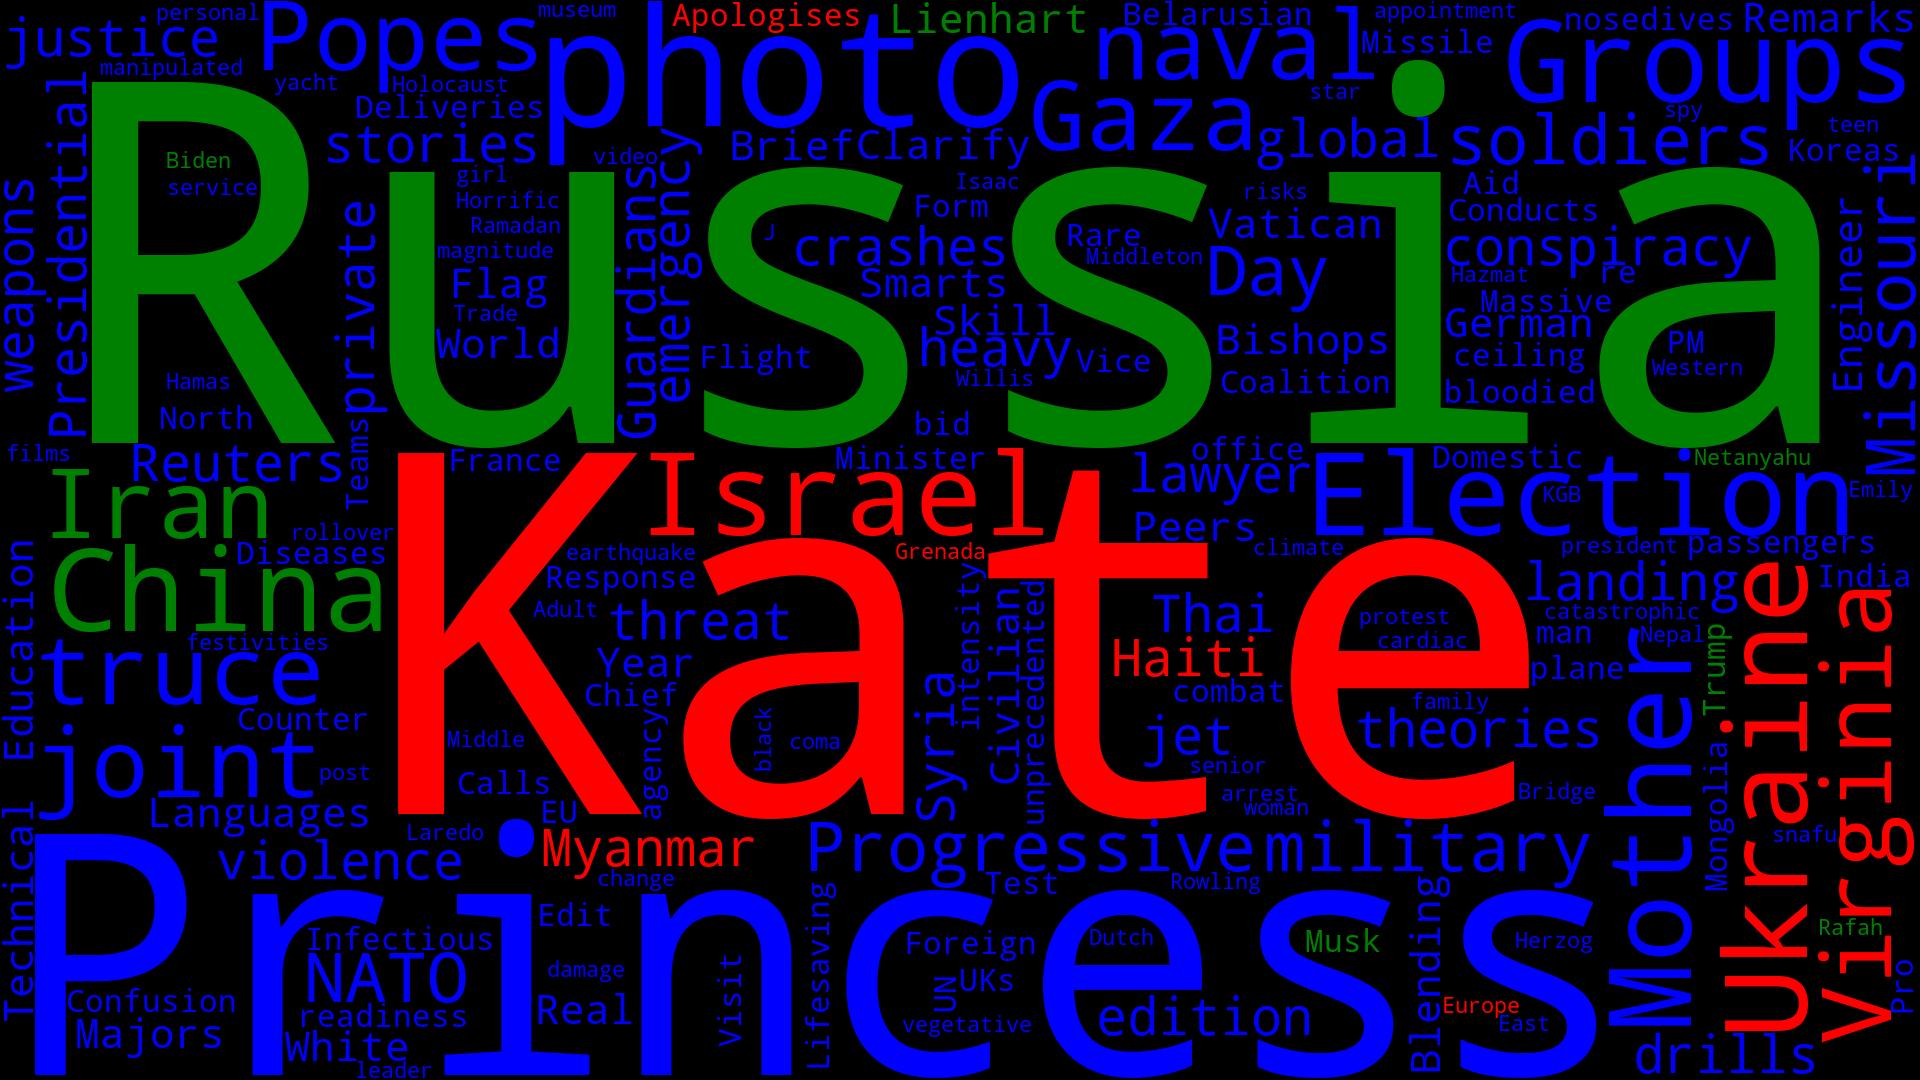 justice
personal
Popes
photo
museum
Apologises
Lienhart
naval
Belarusian
appointment
Missile
Groups
nosedives
Remarks
manipulated
yacht
Holocaust
Deliveries
stories
Presidential
weapons
Brief
Clarify
Gaza
global
star
soldiers
spy
teen
Koreas
Russia
Biden
service
private
girl
Horrific
Ramadan
magnitude
Flag
Trade
World
video
Guardians
emergency
Isaac
Form
J
crashes
Smarts
Skill
heavy
Flight
Willis
Vice
Rare
Middleton
risks
Vatican
Day
Bishops
Coalition
Aid
Conducts
conspiracy
Hazmat
re
Massive
German
ceiling
bloodied
PM
Western
Engineer
Missouri
Hamas
North
Teams
films
Reuters
France
bid
Minister
office
lawyer
Domestic
Netanyahu
Election
KGB
Emily
Iran
rollover
Diseases
China
Kate
Israel
Peers
Grenada
climate
president
passengers
landing
India
earthquake
Response
Adult
threat
Year
Chief
Thai
Haiti
combat
jet
protest
cardiac
family
theories
catastrophic
man
Nepal
plane
Education
festivities
truce
Counter
joint
post
Languages
Middle
Calls
EU
agency
black
coma
Syria
intensity
Civilian
unprecedented
senior
arrest
woman
Bridge
Mother
Trump
Mongolia
Ukraine
Virginia
snafu
Technical
violence
Laredo
Myanmar
change
Progressive
military
Princess
Test
Rowling
Infectious
NATO
readiness
Confusion
Majors
White
leader
Edit
damage
Real
Visit
Lifesaving
Foreign
UN
UKs
vegetative
Dutch
edition
Musk
Blending
Herzog
Europe
East
Rafah
Pro
drills